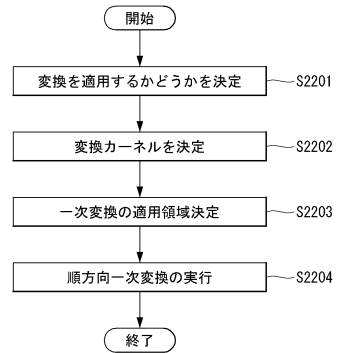 開始
変換を適用するかどうかを決定 S2201
変換カーネルを決定 S2202
一次変換の適用領域決定 S2203
順方向一次変換の実行 S2204
終了